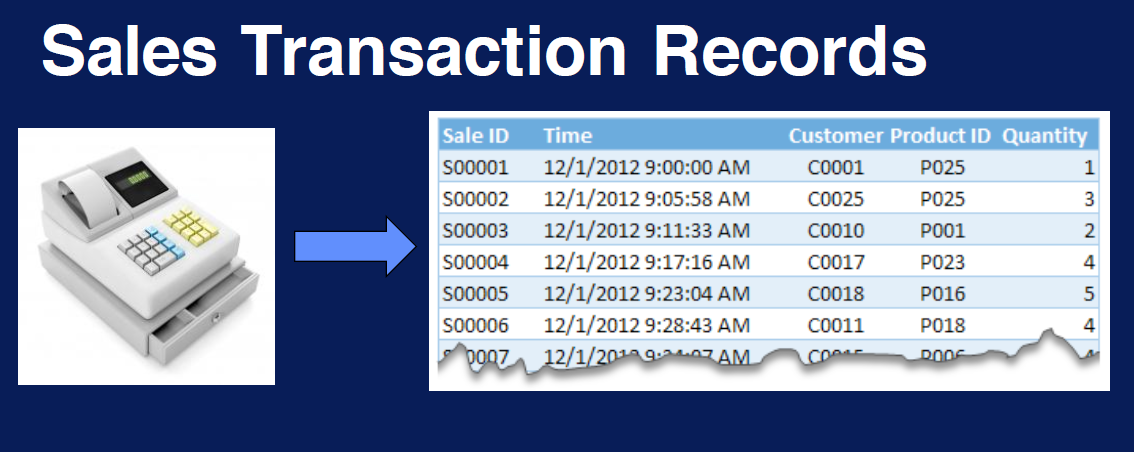 Sales Transaction Records
Sale ID Time Customer Product ID Quantity
S00001 12/1/2012 9:00:00 AM C0001 P025 1
S00002 12/1/2012 9:05:58 AM C0025 P025 3
S00003 12/1/2012 9:11:33 AM C0010 P001 2
S00004 12/1/2012 9:17:16 AM C0017 P023 4
S00005 12/1/2012 9:23:04 AM C0018 P016 5
S00006 12/1/2012 9:28:43 AM C0011 P018 4
AM